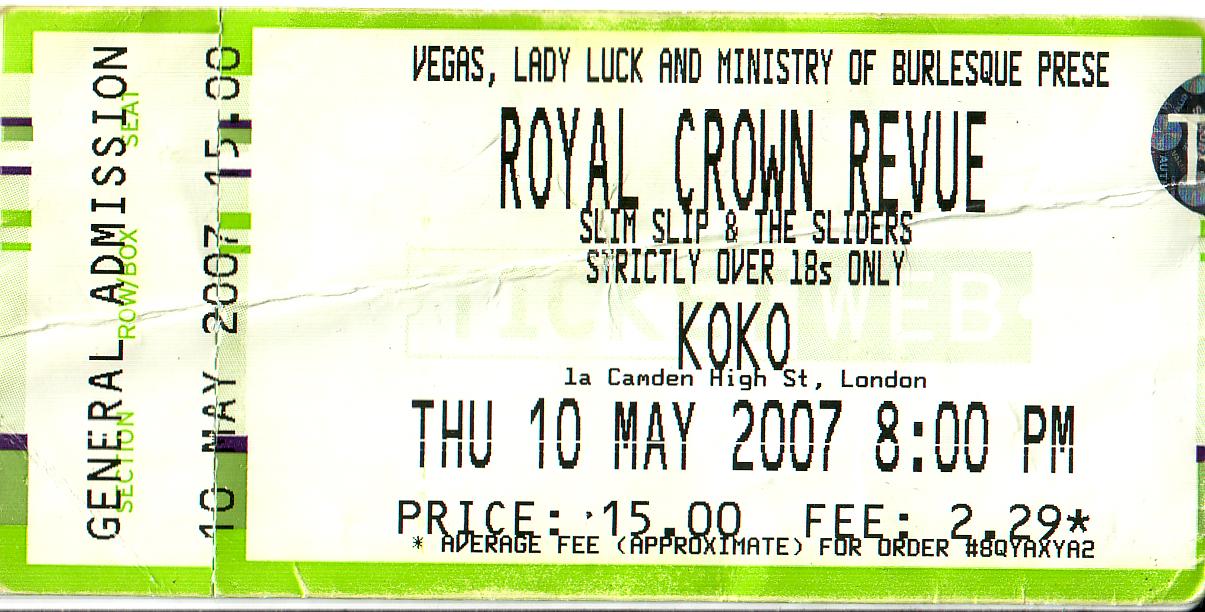 VEGAS, LADY LUCK AND MINISTRY OF BURLESQUE PRESE
ROYAL CROWN REVUE
SLIM SLIP & THE SLIDERS
STRICTLY OVER 18s ONLY
KOKO
1a Camden High St, London
THU 10 MAY 2007 8:00 PM
PRICE: 15.00 FEE: 2.29*
* AVERAGE FEE (APPROXIMATE) FOR ORDER #8QYAXYA2
GENERAL ADMISSION
SECTION ROW/BOX SEAT
10 MAY 2007 15.00
TICK WEB